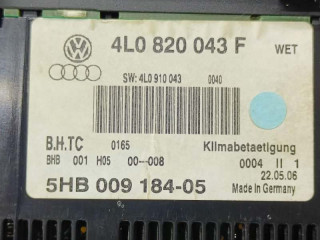 4L0 820 043 F WET
SW: 4L0 910 043 0040
B.H.TC 0165 Klimabetaetigung
BHB 001 H05 00--008 0004 II 1
22.05.06
5HB 009 184-05 Made in Germany